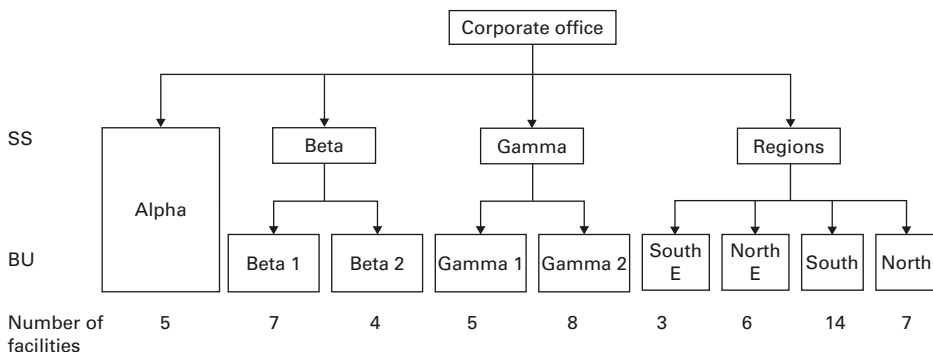 Corporate office
SS
Beta
Gamma
Regions
Alpha
BU
Beta 1
Beta 2
Gamma 1
Gamma 2
South
E
North
E
South
North
Number of
facilities
5
7
4
5
8
3
6
14
7